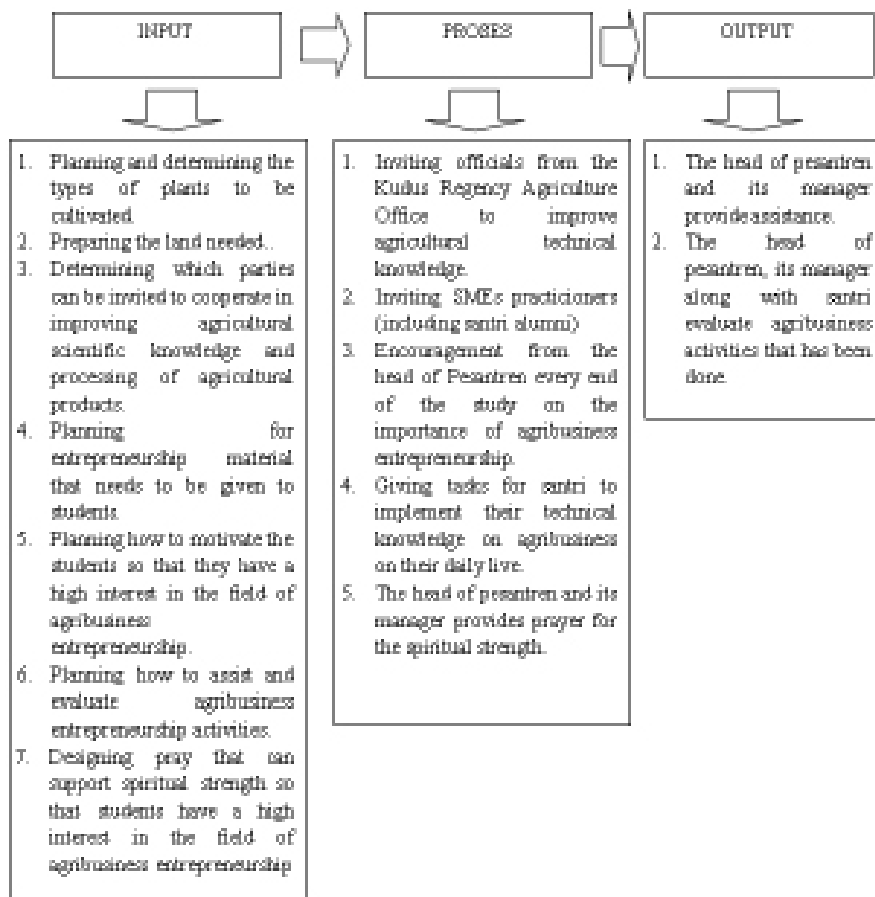 INPUT
PROSES
OUTPUT
1. Planning and determining the
types of plants to be
cultivated.
2. Preparing the land needed..
3. Determining which parties
can be invited to cooperate in
improving agricultural
scientific knowledge and
processing of agricultural
products.
4. Planning for
entrepreneurship material
that needs to be given to
students.
5. Planning how to motivate the
students so that they have a
high interest in the field of
agribusiness
entrepreneurship.
6. Planning how to assist and
evaluate agribusiness
entrepreneurship activities.
7. Designing pray that can
support spiritual strength so
that students have a high
interest in the field of
agribusiness entrepreneurship
1. Inviting officials from the
Kudus Regency Agriculture
Office to improve
agricultural technical
knowledge.
2. Inviting SMEs practicioners
(including santri alumni)
3. Encouragement from the
head of Pesantren every end
of the study on the
importance of agribusiness
entrepreneurship.
4. Giving tasks for santri to
implement their technical
knowledge on agribusiness
on their daily live.
5. The head of pesantren and its
manager provides prayer for
the spiritual strength.
1. The head of pesantren
and its manager
provide assistance.
2. The head of
pesantren, its manager
along with santri
evaluate agribusiness
activities that has been
done.